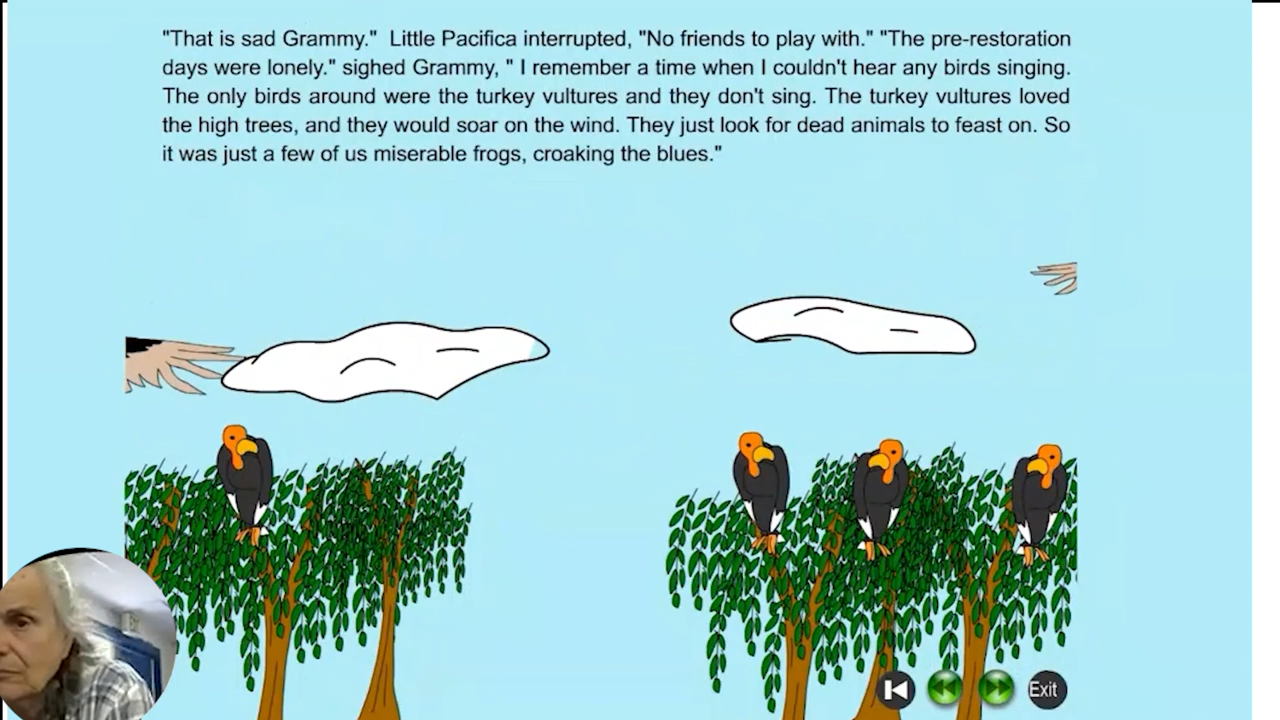 "That is sad Grammy."  Little Pacifica interrupted, "No friends to play with." "The pre-restoration
days were lonely." sighed Grammy, " I remember a time when I couldn't hear any birds singing.
The only birds around were the turkey vultures and they don't sing. The turkey vultures loved
the high trees, and they would soar on the wind. They just look for dead animals to feast on. So
it was just a few of us miserable frogs, croaking the blues."
Exit